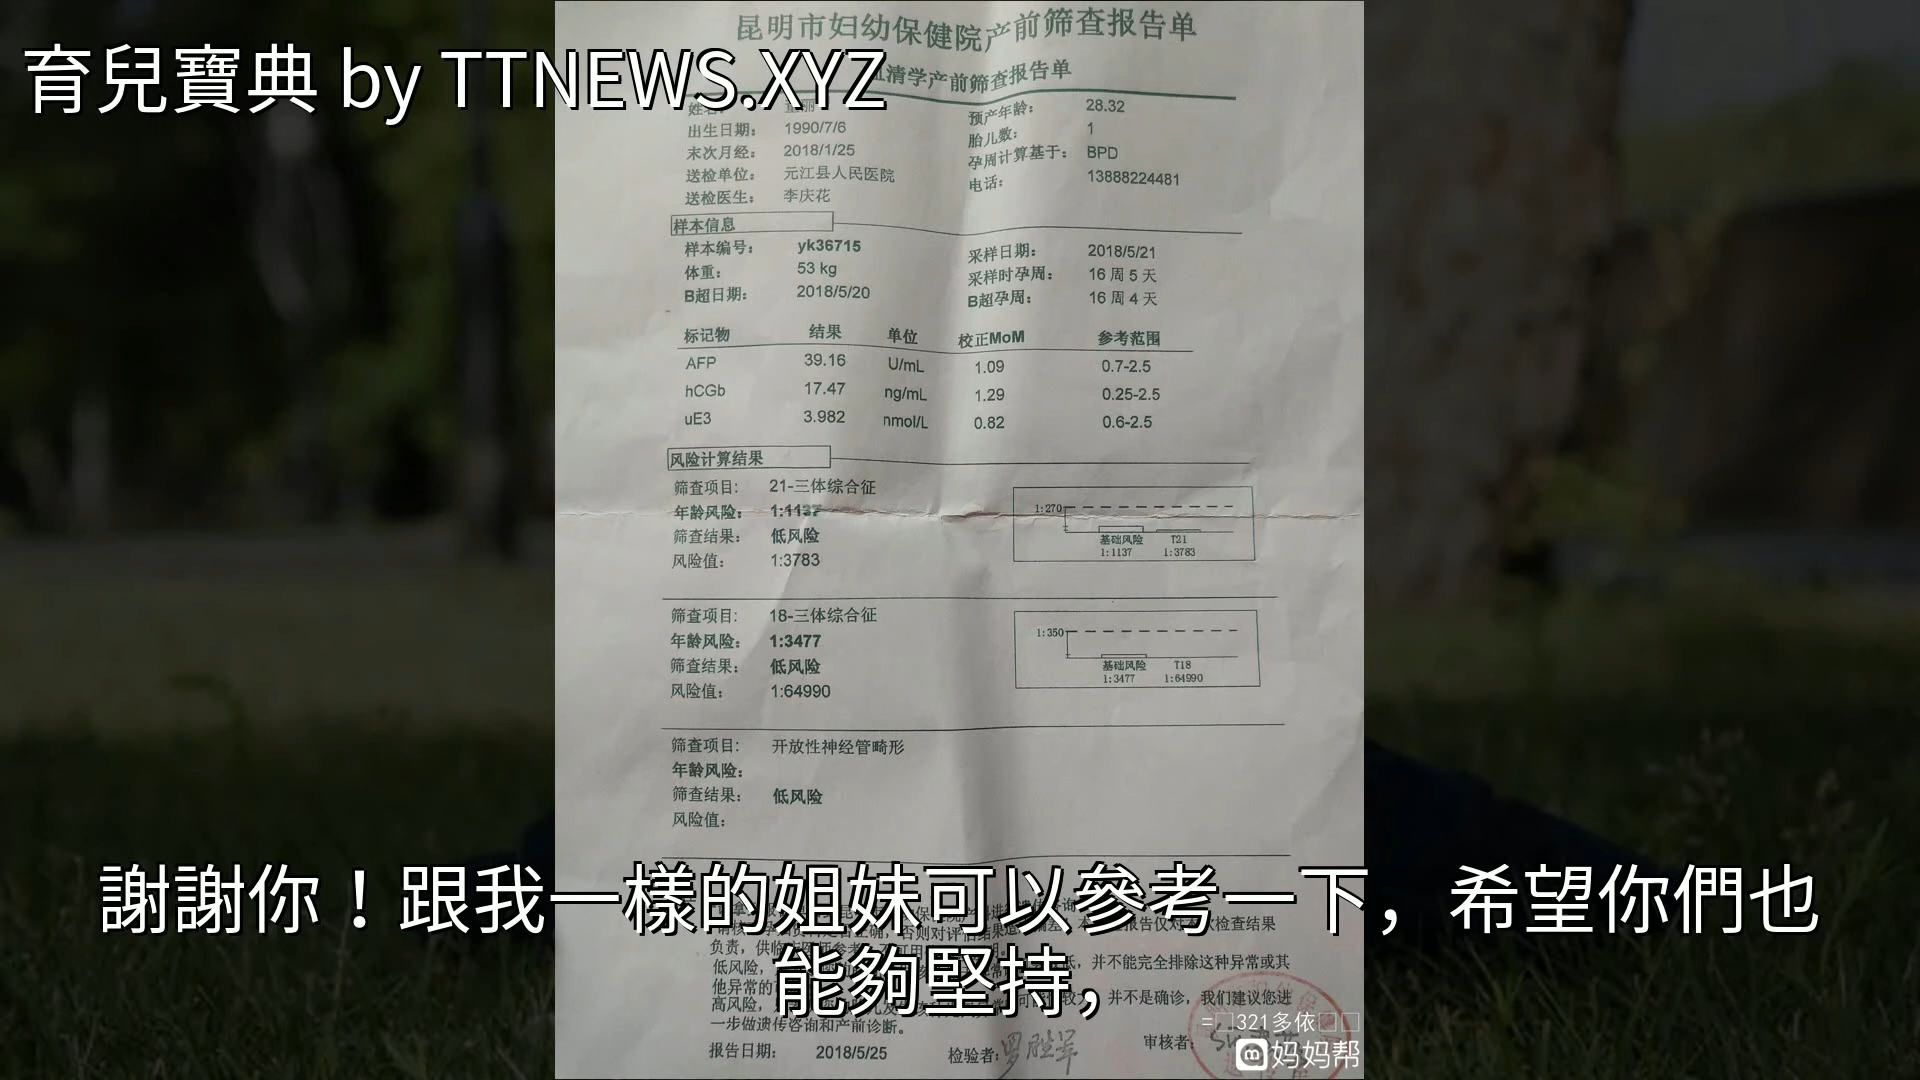 昆明市妇幼保健院产前筛查报告单
育兒寶典 by TTNEWS.XYZ
清学产前筛查报告单
预产年龄： 28.32
出生日期： 1990/7/6
胎儿数： 1
末次月经： 2018/1/25
孕周计算基于： BPD
送检单位： 元江县人民医院
电话： 13888224481
送检医生： 李庆花
样本信息
样本编号： yk36715
采样日期： 2018/5/21
体重： 53 kg
采样时孕周： 16 周 5 天
B超日期： 2018/5/20
B超孕周： 16 周 4 天
标记物 结果 单位 校正MoM 参考范围
AFP 39.16 U/mL 1.09 0.7-2.5
hCGb 17.47 ng/mL 1.29 0.25-2.5
uE3 3.982 nmol/L 0.82 0.6-2.5
风险计算结果
筛查项目： 21-三体综合征
年龄风险： 1:1137
筛查结果： 低风险
风险值： 1:3783
1:270
基础风险 T21
1:1137 1:3783
筛查项目： 18-三体综合征
年龄风险： 1:3477
筛查结果： 低风险
风险值： 1:64990
1:350
基础风险 T18
1:3477 1:64990
筛查项目： 开放性神经管畸形
年龄风险：
筛查结果： 低风险
风险值：
謝謝你！跟我一樣的姐妹可以參考一下，希望你們也
能夠堅持，
报告仅对 检查结果
负责，供临
低风险， 低，并不能完全排除这种异常或其
他异常的
高风险， 并不是确诊，我们建议您进
一步做遗传咨询和产前诊断。
报告日期： 2018/5/25 检验者： 审核者：
321多依
妈妈帮